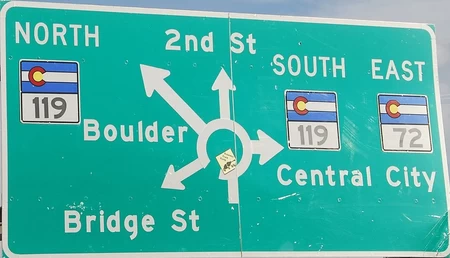 NORTH
119
2nd St
SOUTH EAST
119 72
Boulder
Central City
Bridge St